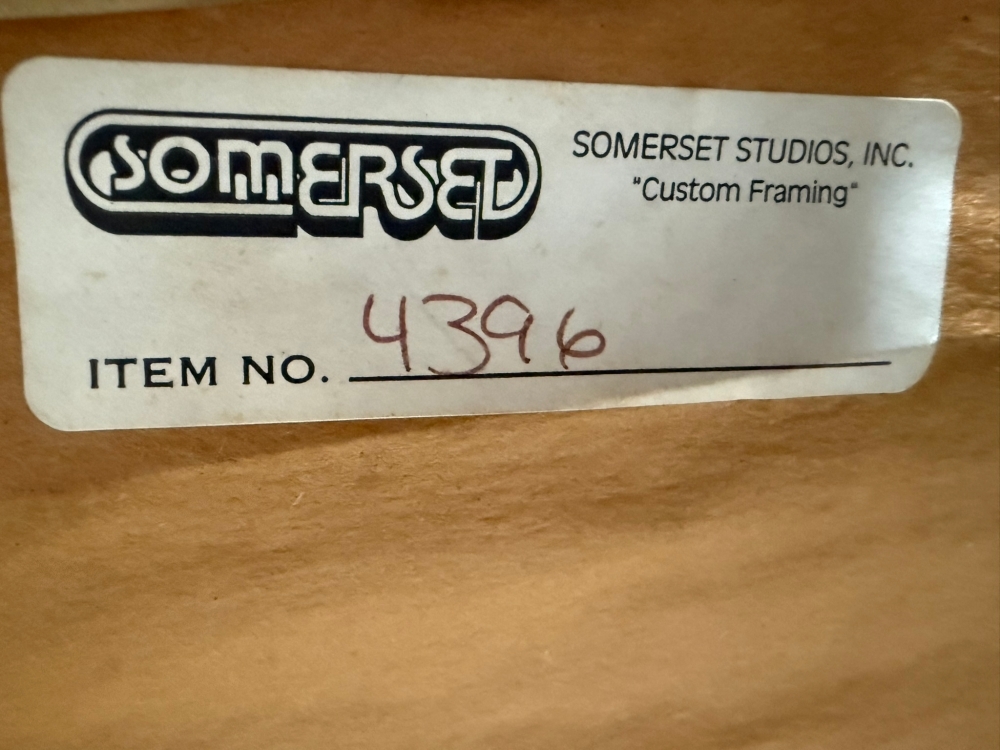 SOMERSET
SOMERSET STUDIOS, INC.
"Custom Framing"
ITEM NO. 4396